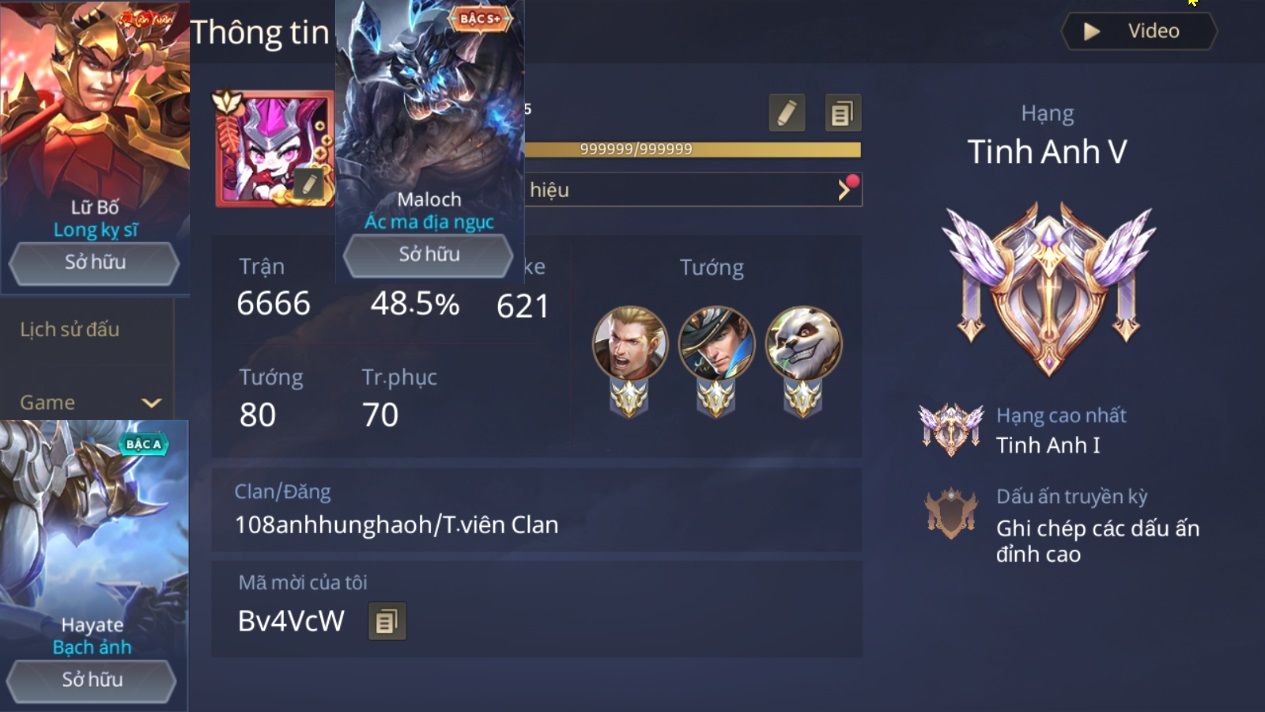 Thông tin
Video
BẬC S+
Lữ Bố
Long kỵ sĩ
Sở hữu
Maloch
Ác ma địa ngục
Sở hữu
5
999999/999999
hiệu
Hạng
Tinh Anh V
Trận
6666
48.5%
ke
621
Tướng
Tướng
80
Tr.phục
70
Lịch sử đấu
Game
Hạng cao nhất
Tinh Anh I
Dấu ấn truyền kỳ
Ghi chép các dấu ấn
đỉnh cao
BẬC A
Hayate
Bạch ảnh
Sở hữu
Clan/Đăng
108anhhunghaoh/T.viên Clan
Mã mời của tôi
Bv4VcW